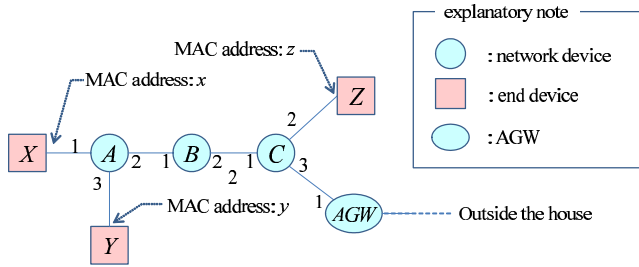 explanatory note
: network device
: end device
: AGW
MAC address: z
MAC address: x
Z
2
X
1
A
2
1
B
2
2
1
C
3
3
1
AGW
Outside the house
MAC address: y
Y